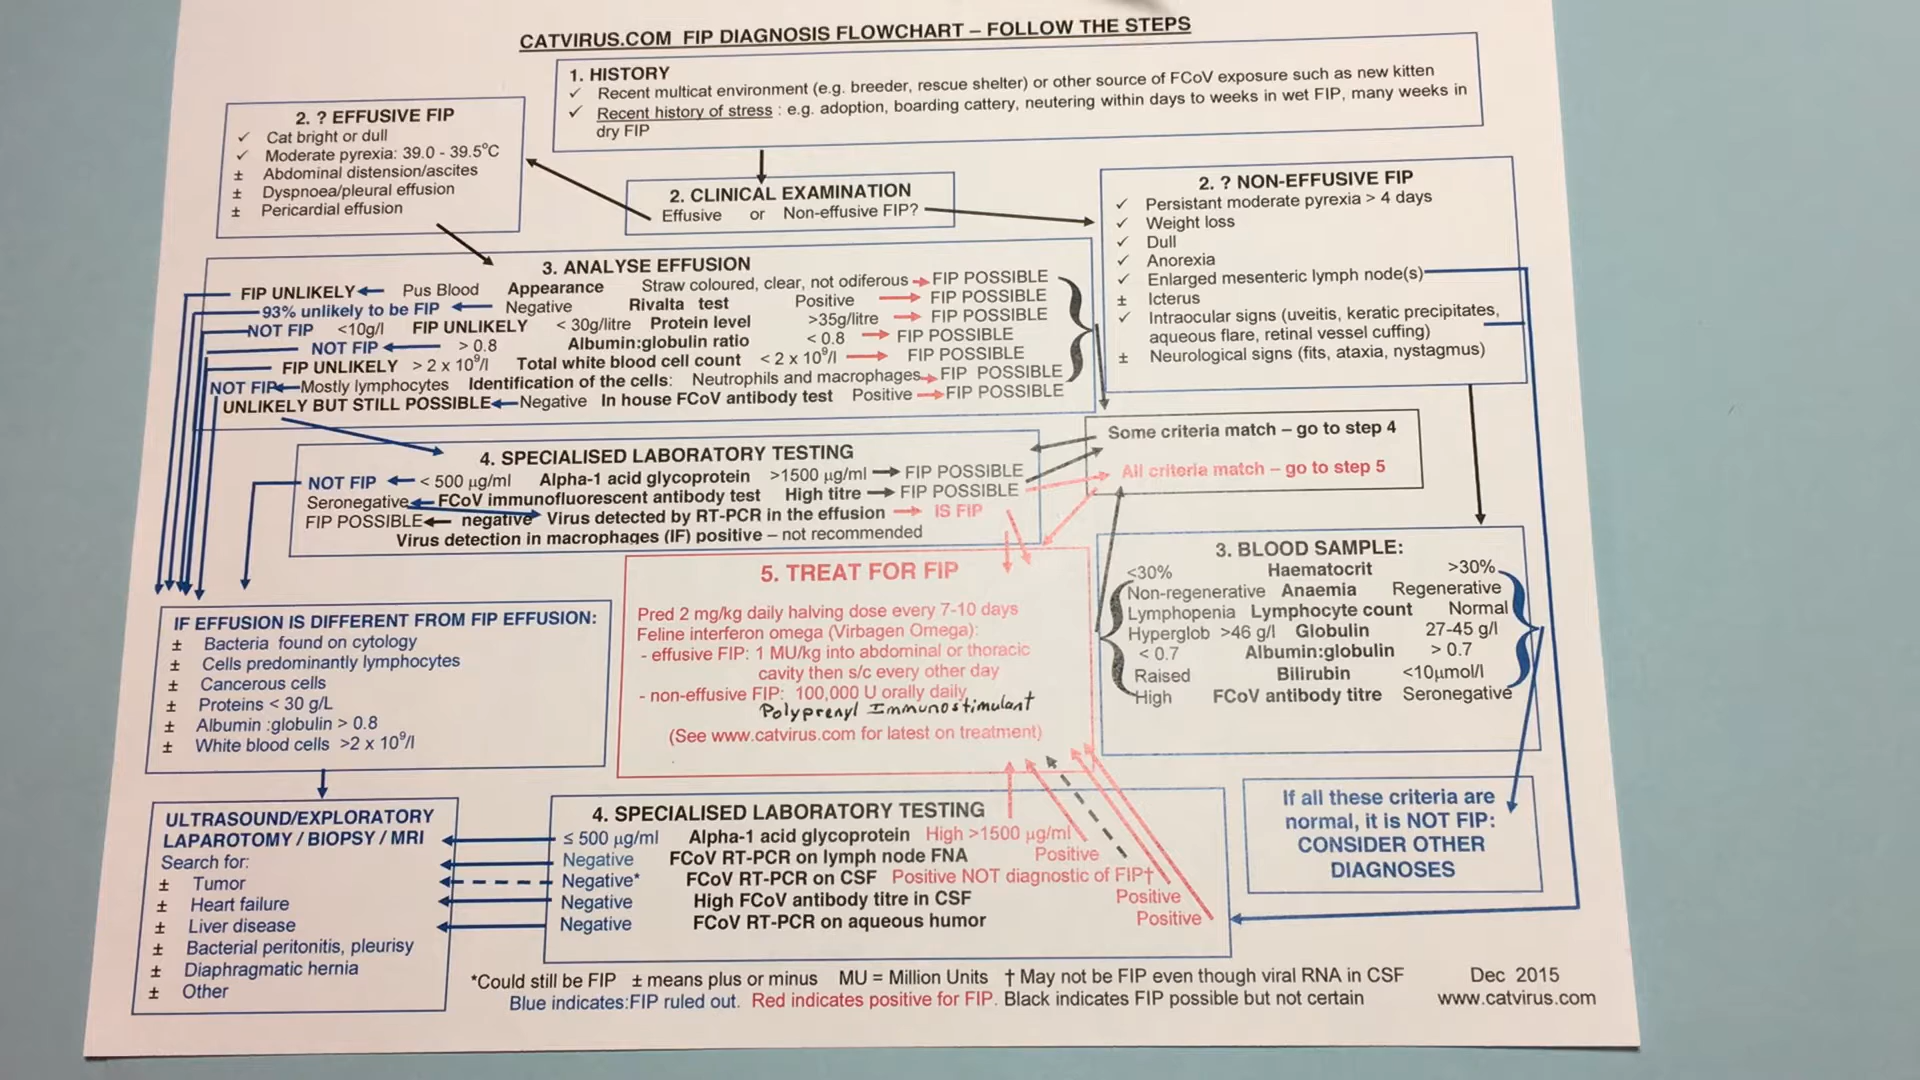 CATVIRUS.COM FIP DIAGNOSIS FLOWCHART – FOLLOW THE STEPS
1. HISTORY
✓ Recent multicat environment (e.g. breeder, rescue shelter) or other source of FCoV exposure such as new kitten
✓ Recent history of stress : e.g. adoption, boarding cattery, neutering within days to weeks in wet FIP, many weeks in
dry FIP
2. ? EFFUSIVE FIP
✓ Cat bright or dull
✓ Moderate pyrexia: 39.0 - 39.5°C
± Abdominal distension/ascites
± Dyspnoea/pleural effusion
± Pericardial effusion
2. CLINICAL EXAMINATION
Effusive or Non-effusive FIP?
2. ? NON-EFFUSIVE FIP
✓ Persistant moderate pyrexia > 4 days
✓ Weight loss
✓ Dull
✓ Anorexia
✓ Enlarged mesenteric lymph node(s)
± Icterus
✓ Intraocular signs (uveitis, keratic precipitates,
aqueous flare, retinal vessel cuffing)
± Neurological signs (fits, ataxia, nystagmus)
3. ANALYSE EFFUSION
FIP UNLIKELY Pus Blood Appearance Straw coloured, clear, not odiferous FIP POSSIBLE
93% unlikely to be FIP Negative Rivalta test Positive FIP POSSIBLE
NOT FIP <10g/l FIP UNLIKELY < 30g/litre Protein level >35g/litre FIP POSSIBLE
NOT FIP > 0.8 Albumin:globulin ratio < 0.8 FIP POSSIBLE
FIP UNLIKELY > 2 x 10⁹/l Total white blood cell count < 2 x 10⁹/l FIP POSSIBLE
NOT FIP Mostly lymphocytes Identification of the cells: Neutrophils and macrophages FIP POSSIBLE
UNLIKELY BUT STILL POSSIBLE Negative In house FCoV antibody test Positive FIP POSSIBLE
Some criteria match – go to step 4
All criteria match – go to step 5
4. SPECIALISED LABORATORY TESTING
NOT FIP < 500 µg/ml Alpha-1 acid glycoprotein >1500 µg/ml FIP POSSIBLE
Seronegative FCoV immunofluorescent antibody test High titre FIP POSSIBLE
FIP POSSIBLE negative Virus detected by RT-PCR in the effusion IS FIP
Virus detection in macrophages (IF) positive – not recommended
3. BLOOD SAMPLE:
<30% Haematocrit >30%
Non-regenerative Anaemia Regenerative
Lymphopenia Lymphocyte count Normal
Hyperglob >46 g/l Globulin 27-45 g/l
< 0.7 Albumin:globulin > 0.7
Raised Bilirubin <10µmol/l
High FCoV antibody titre Seronegative
5. TREAT FOR FIP
Pred 2 mg/kg daily halving dose every 7-10 days
Feline interferon omega (Virbagen Omega):
- effusive FIP: 1 MU/kg into abdominal or thoracic
cavity then s/c every other day
- non-effusive FIP: 100,000 U orally daily
Polyprenyl Immunostimulant
(See www.catvirus.com for latest on treatment)
IF EFFUSION IS DIFFERENT FROM FIP EFFUSION:
± Bacteria found on cytology
± Cells predominantly lymphocytes
± Cancerous cells
± Proteins < 30 g/L
± Albumin :globulin > 0.8
± White blood cells >2 x 10⁹/l
ULTRASOUND/EXPLORATORY
LAPAROTOMY / BIOPSY / MRI
Search for:
± Tumor
± Heart failure
± Liver disease
± Bacterial peritonitis, pleurisy
± Diaphragmatic hernia
± Other
4. SPECIALISED LABORATORY TESTING
≤ 500 µg/ml Alpha-1 acid glycoprotein High >1500 µg/ml
Negative FCoV RT-PCR on lymph node FNA Positive
Negative* FCoV RT-PCR on CSF Positive NOT diagnostic of FIP†
Negative High FCoV antibody titre in CSF Positive
Negative FCoV RT-PCR on aqueous humor Positive
If all these criteria are
normal, it is NOT FIP:
CONSIDER OTHER
DIAGNOSES
*Could still be FIP ± means plus or minus MU = Million Units † May not be FIP even though viral RNA in CSF Dec 2015
Blue indicates:FIP ruled out. Red indicates positive for FIP. Black indicates FIP possible but not certain www.catvirus.com